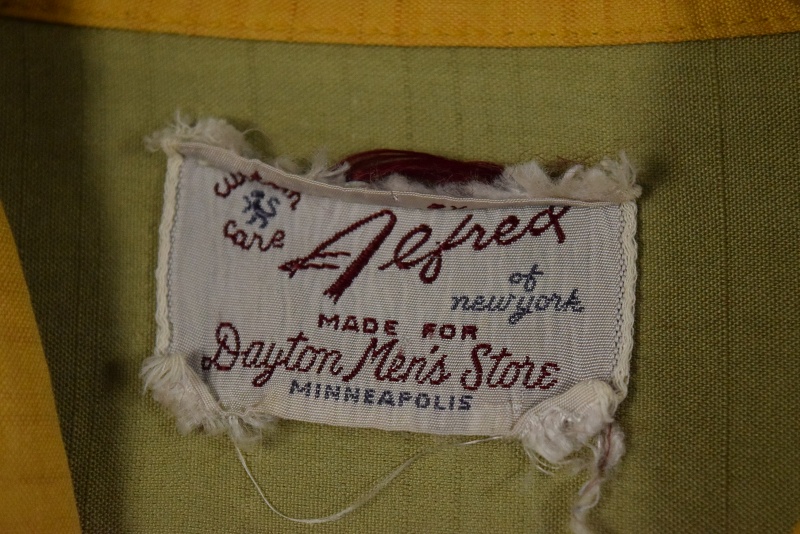 Care
Alfred
of
new york
MADE FOR
Dayton Men's Store
MINNEAPOLIS